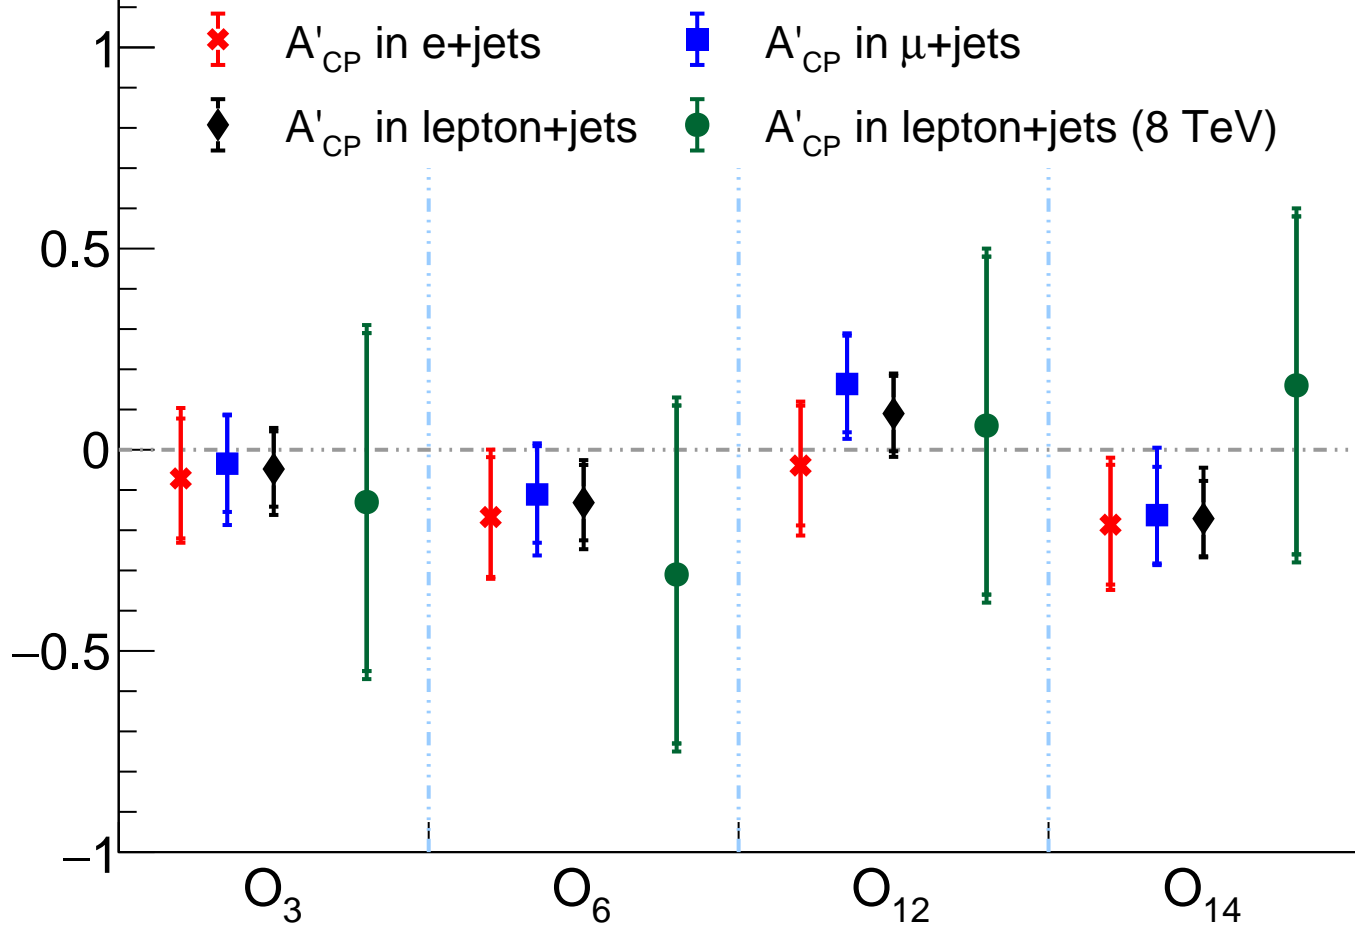 1
A'CP in e+jets
A'CP in μ+jets
A'CP in lepton+jets
A'CP in lepton+jets (8 TeV)
0.5
0
−0.5
−1
O3
O6
O12
O14